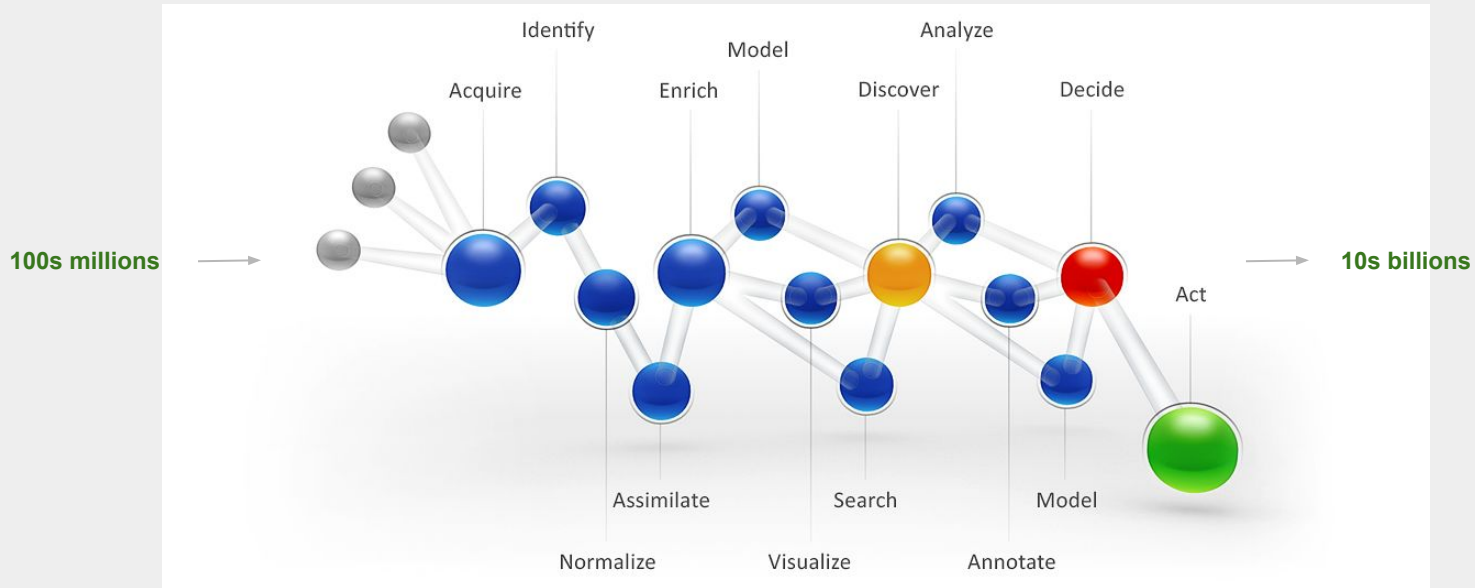 Identify
Analyze
Model
Acquire
Enrich
Discover
Decide
100s millions
10s billions
Act
Assimilate
Search
Model
Normalize
Visualize
Annotate